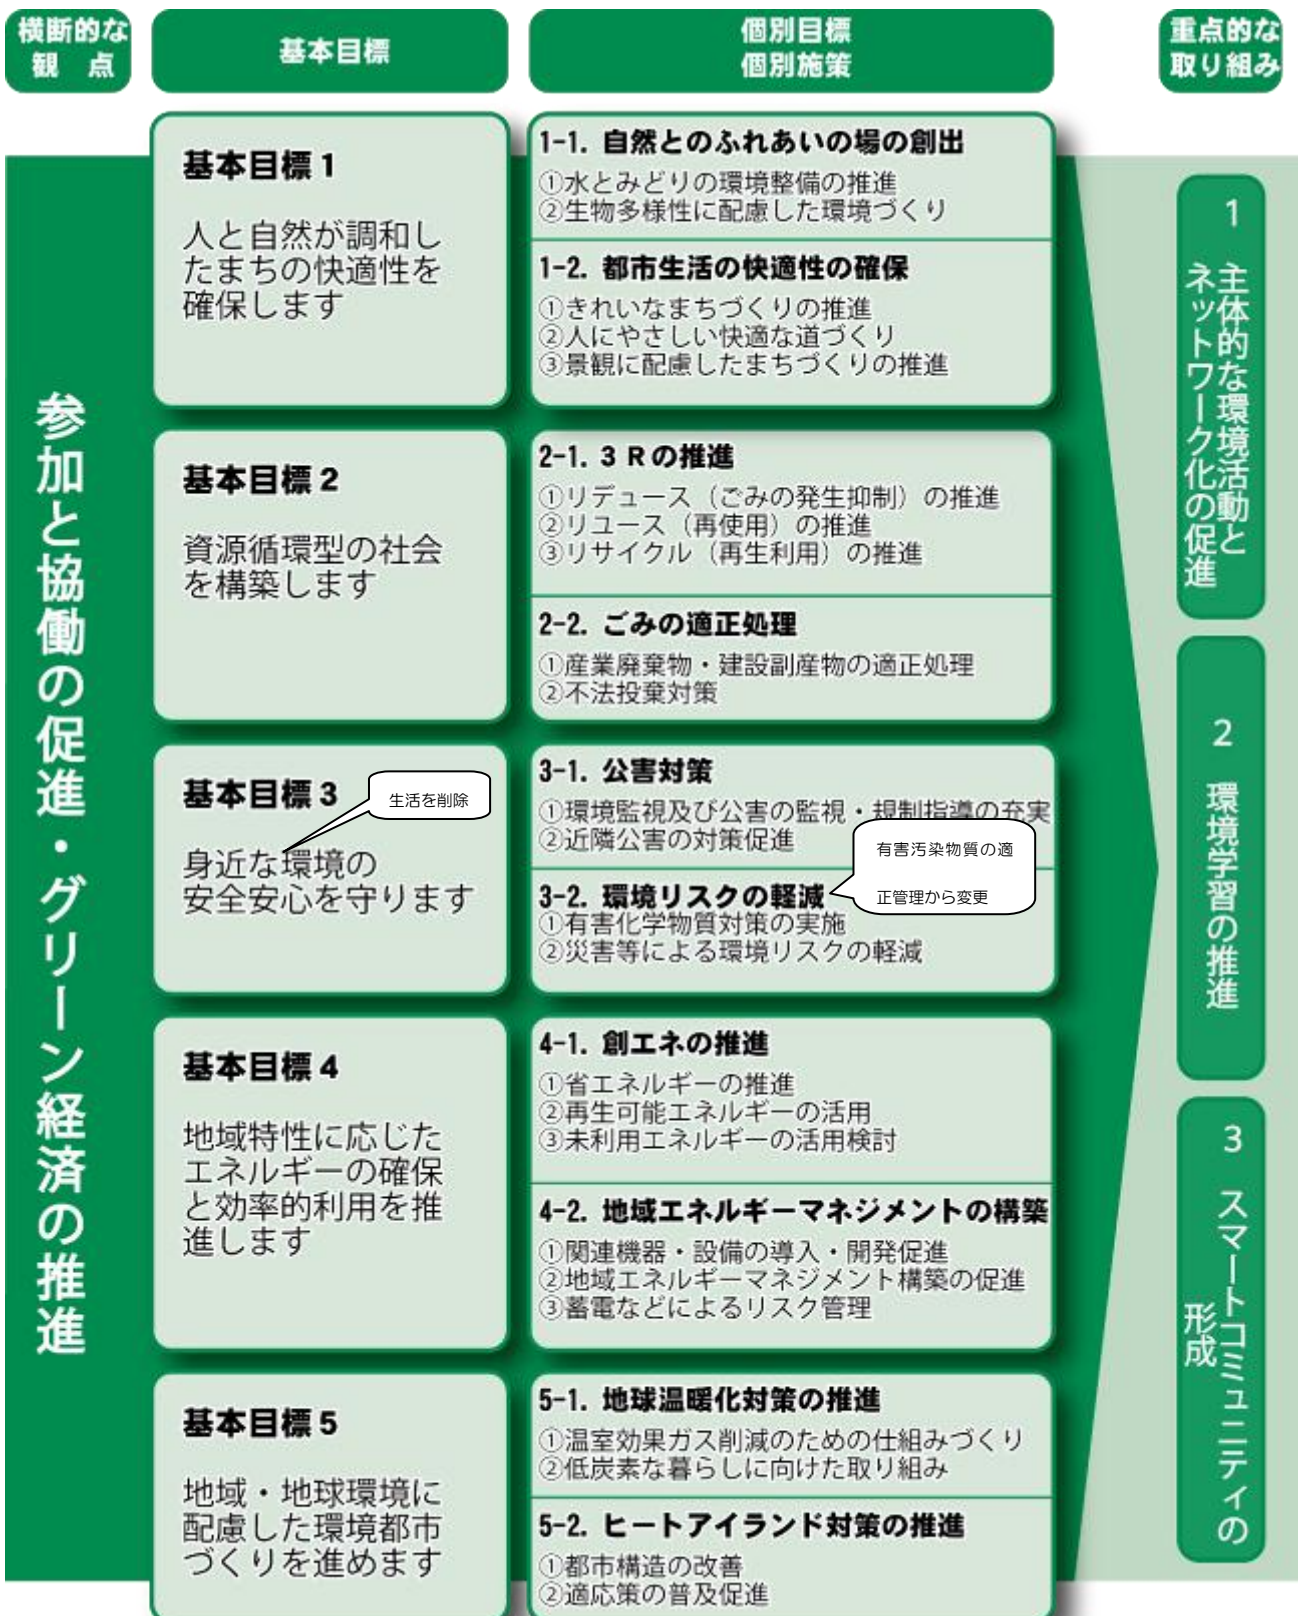 横断的な
観　点
基本目標
個別目標
個別施策
重点的な
取り組み
参加と協働の促進・グリーン経済の推進
基本目標 1
人と自然が調和し
たまちの快適性を
確保します
1-1. 自然とのふれあいの場の創出
①水とみどりの環境整備の推進
②生物多様性に配慮した環境づくり
1-2. 都市生活の快適性の確保
①きれいなまちづくりの推進
②人にやさしい快適な道づくり
③景観に配慮したまちづくりの推進
基本目標 2
資源循環型の社会
を構築します
2-1. 3 R の推進
①リデュース（ごみの発生抑制）の推進
②リユース（再使用）の推進
③リサイクル（再生利用）の推進
2-2. ごみの適正処理
①産業廃棄物・建設副産物の適正処理
②不法投棄対策
基本目標 3
生活を削除
身近な環境の
安全安心を守ります
3-1. 公害対策
①環境監視及び公害の監視・規制指導の充実
②近隣公害の対策促進
有害汚染物質の適
正管理から変更
3-2. 環境リスクの軽減
①有害化学物質対策の実施
②災害等による環境リスクの軽減
基本目標 4
地域特性に応じた
エネルギーの確保
と効率的利用を推
進します
4-1. 創エネの推進
①省エネルギーの推進
②再生可能エネルギーの活用
③未利用エネルギーの活用検討
4-2. 地域エネルギーマネジメントの構築
①関連機器・設備の導入・開発促進
②地域エネルギーマネジメント構築の促進
③蓄電などによるリスク管理
基本目標 5
地域・地球環境に
配慮した環境都市
づくりを進めます
5-1. 地球温暖化対策の推進
①温室効果ガス削減のための仕組みづくり
②低炭素な暮らしに向けた取り組み
5-2. ヒートアイランド対策の推進
①都市構造の改善
②適応策の普及促進
1　主体的な環境活動と
ネットワーク化の促進
2　環境学習の推進
3　スマートコミュニティの
形成